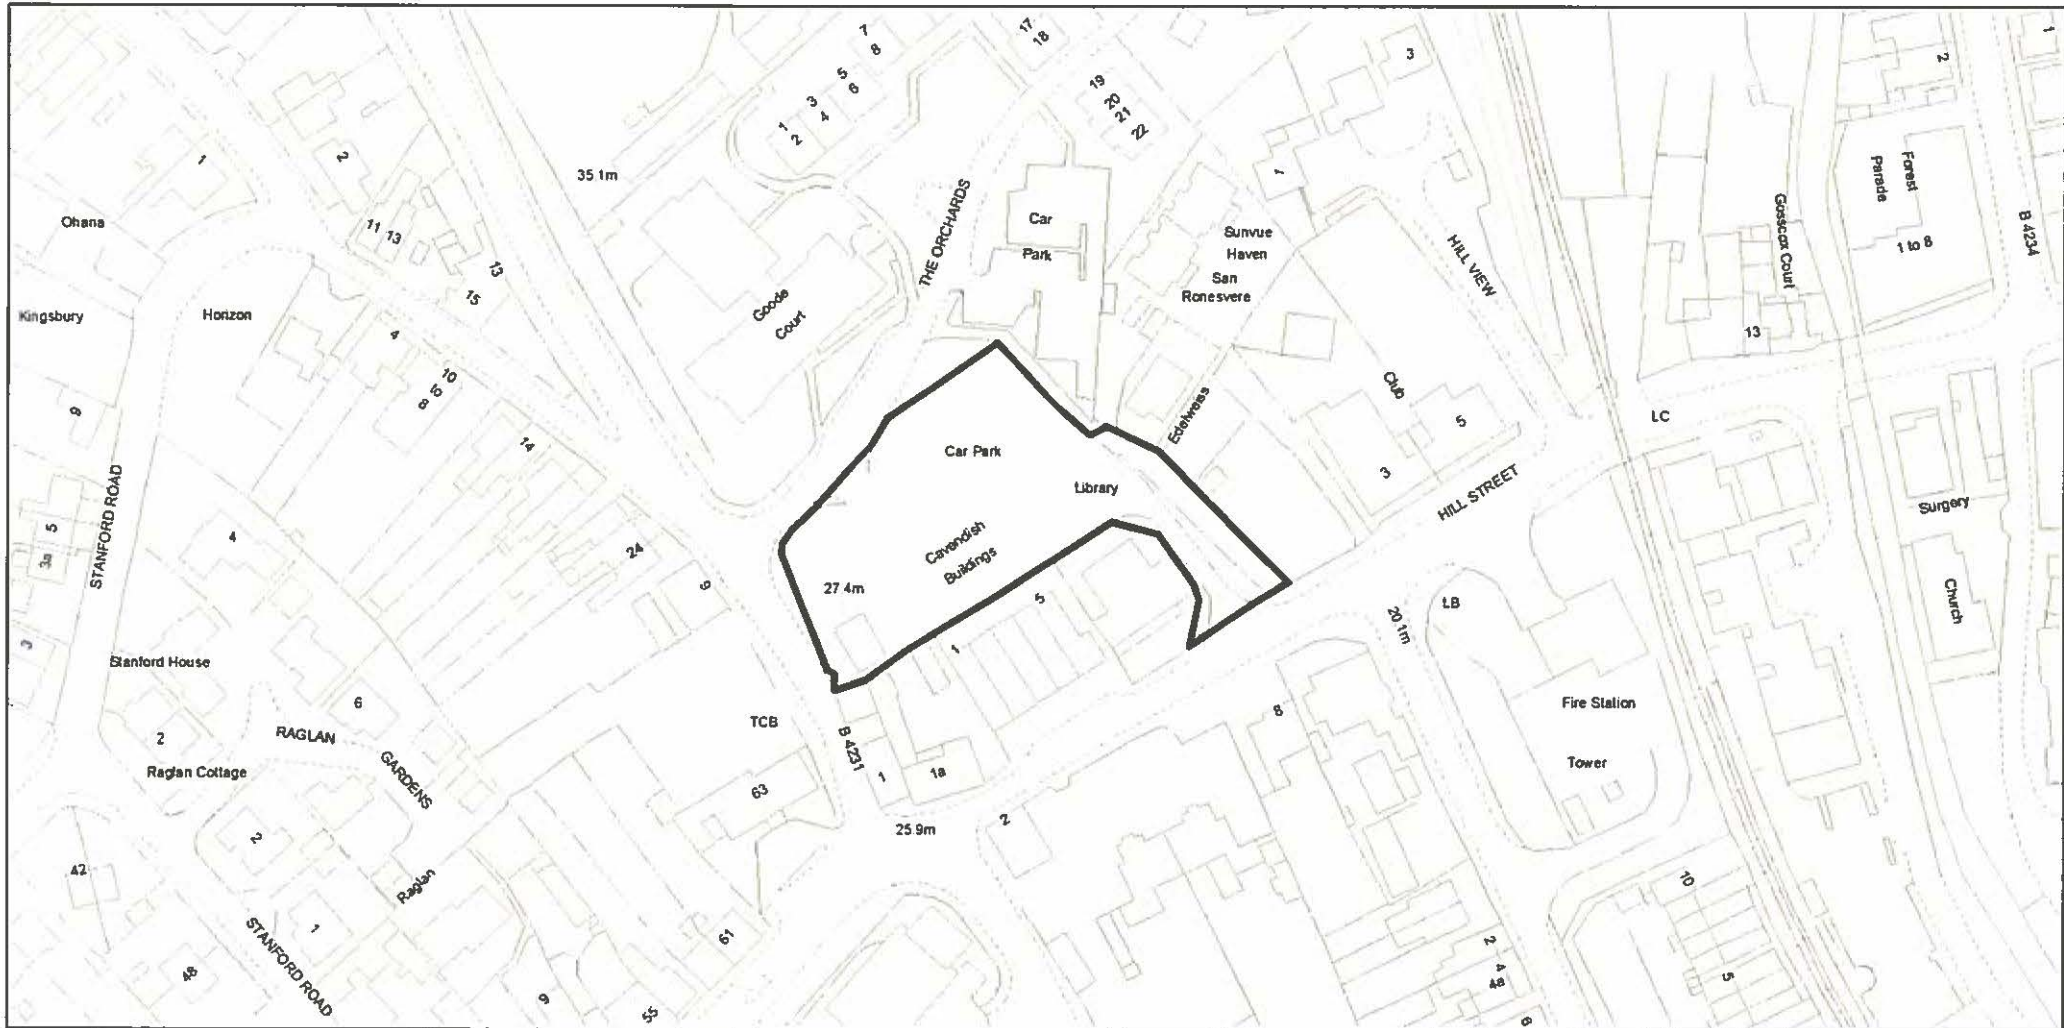 7
8
17
18
3
2
1
5
6
3
4
1
2
19
20
21
22
1
2
35.1m
1
Ohana
11 13
13
15
THE ORCHARDS
Car
Park
Sunvue
Haven
San
Ronesvere
HILL VIEW
Gosscox Court
Forest
Parade
1 to 8
B 4234
Kingsbury
Horizon
4
10
8
14
Goode
Court
13
9
Club
5
3
Edelweiss
LC
Car Park
Library
HILL STREET
Surgery
STANFORD ROAD
5
3a
3
4
24
9
Cavendish
Buildings
27.4m
5
1
20.1m
LB
Church
Stanford House
6
2
RAGLAN
GARDENS
Raglan Cottage
TCB
B 4231
63
1
1a
8
Fire Station
Tower
25.9m
2
2
42
Raglan
1
STANFORD ROAD
48
61
9
55
10
5
2
4
4a
6